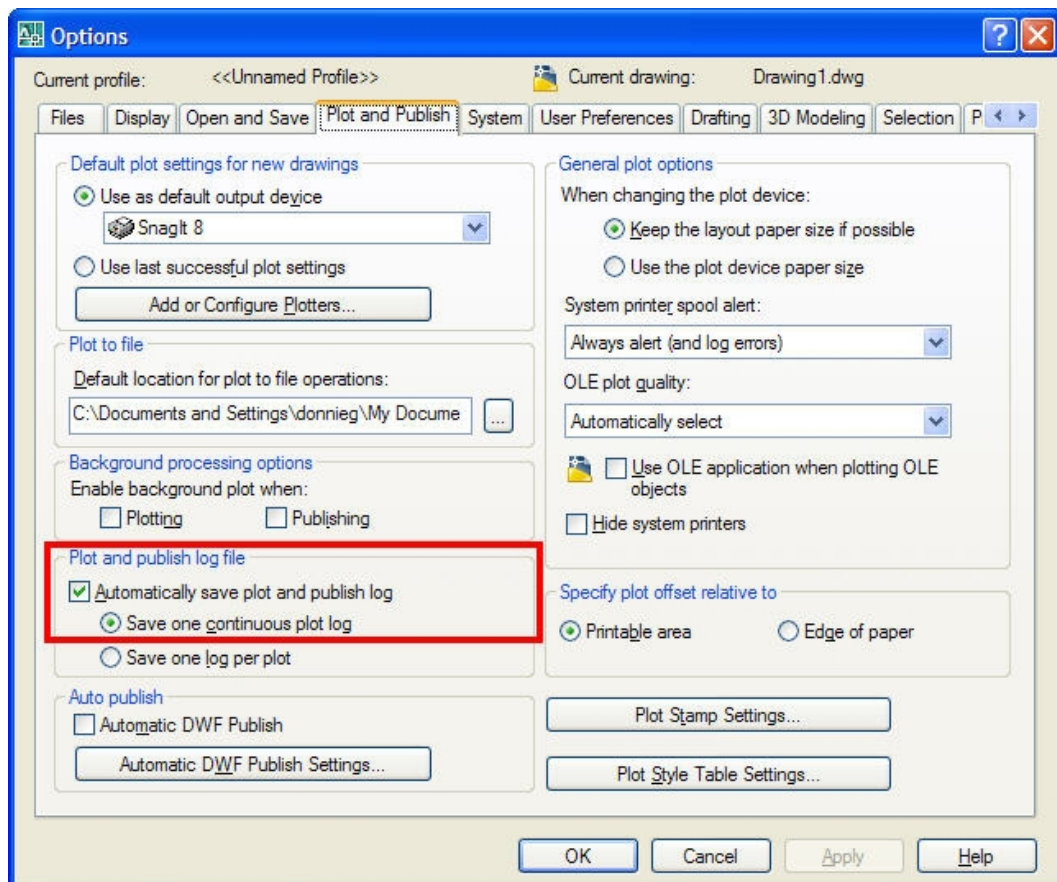 Options
Current profile: <<Unnamed Profile>> Current drawing: Drawing1.dwg
Files Display Open and Save Plot and Publish System User Preferences Drafting 3D Modeling Selection P
Default plot settings for new drawings
Use as default output device
SnagIt 8
Use last successful plot settings
Add or Configure Plotters...
Plot to file
Default location for plot to file operations:
C:\Documents and Settings\donnieg\My Docume ...
Background processing options
Enable background plot when:
Plotting Publishing
Plot and publish log file
Automatically save plot and publish log
Save one continuous plot log
Save one log per plot
Auto publish
Automatic DWF Publish
Automatic DWF Publish Settings...
General plot options
When changing the plot device:
Keep the layout paper size if possible
Use the plot device paper size
System printer spool alert:
Always alert (and log errors)
OLE plot quality:
Automatically select
Use OLE application when plotting OLE
objects
Hide system printers
Specify plot offset relative to
Printable area Edge of paper
Plot Stamp Settings...
Plot Style Table Settings...
OK Cancel Apply Help